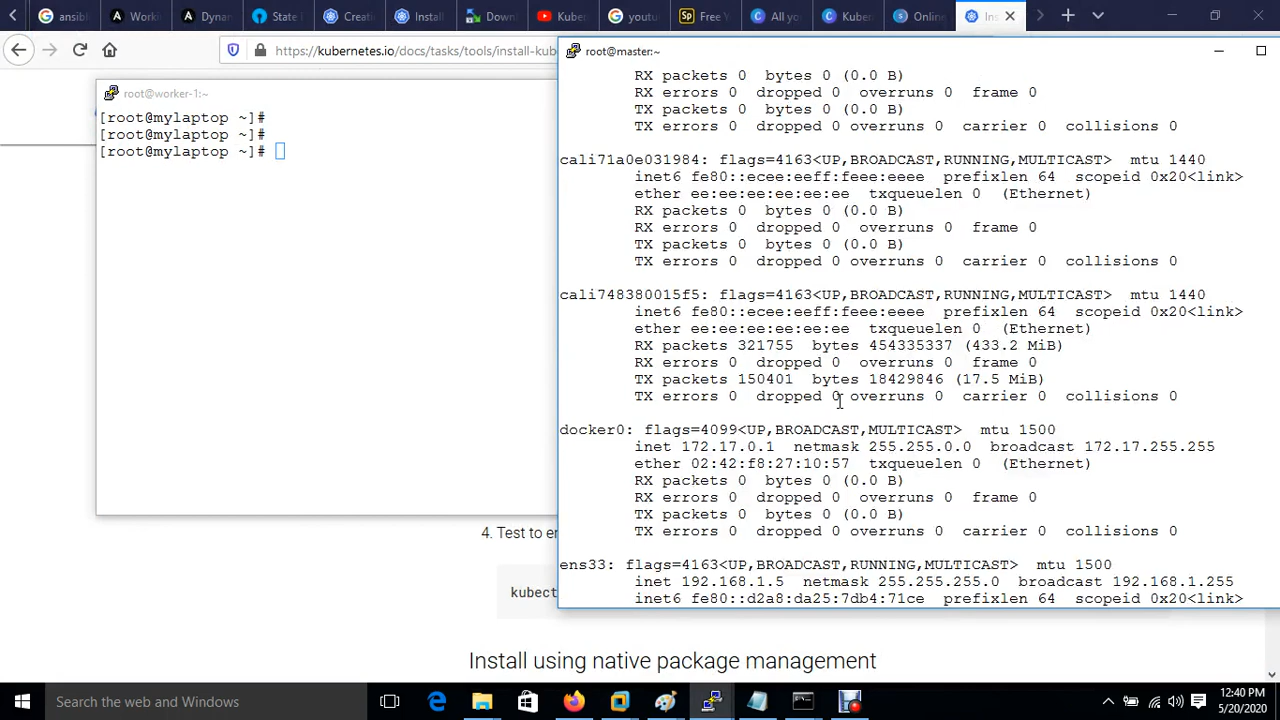 ansibl
Worki
Dynam
State I
Creati
Install
Downl
Kuber
youtu
Free Y
All yo
Kuber
Online
Ins
https://kubernetes.io/docs/tasks/tools/install-kub
root@worker-1:~
[root@mylaptop ~]#
[root@mylaptop ~]#
[root@mylaptop ~]#
root@master:~
RX packets 0 bytes 0 (0.0 B)
RX errors 0 dropped 0 overruns 0 frame 0
TX packets 0 bytes 0 (0.0 B)
TX errors 0 dropped 0 overruns 0 carrier 0 collisions 0
cali71a0e031984: flags=4163<UP,BROADCAST,RUNNING,MULTICAST> mtu 1440
inet6 fe80::ecee:eeff:feee:eeee prefixlen 64 scopeid 0x20<link>
ether ee:ee:ee:ee:ee:ee txqueuelen 0 (Ethernet)
RX packets 0 bytes 0 (0.0 B)
RX errors 0 dropped 0 overruns 0 frame 0
TX packets 0 bytes 0 (0.0 B)
TX errors 0 dropped 0 overruns 0 carrier 0 collisions 0
cali748380015f5: flags=4163<UP,BROADCAST,RUNNING,MULTICAST> mtu 1440
inet6 fe80::ecee:eeff:feee:eeee prefixlen 64 scopeid 0x20<link>
ether ee:ee:ee:ee:ee:ee txqueuelen 0 (Ethernet)
RX packets 321755 bytes 454335337 (433.2 MiB)
RX errors 0 dropped 0 overruns 0 frame 0
TX packets 150401 bytes 18429846 (17.5 MiB)
TX errors 0 dropped 0 overruns 0 carrier 0 collisions 0
docker0: flags=4099<UP,BROADCAST,MULTICAST> mtu 1500
inet 172.17.0.1 netmask 255.255.0.0 broadcast 172.17.255.255
ether 02:42:f8:27:10:57 txqueuelen 0 (Ethernet)
RX packets 0 bytes 0 (0.0 B)
RX errors 0 dropped 0 overruns 0 frame 0
TX packets 0 bytes 0 (0.0 B)
TX errors 0 dropped 0 overruns 0 carrier 0 collisions 0
ens33: flags=4163<UP,BROADCAST,RUNNING,MULTICAST> mtu 1500
inet 192.168.1.5 netmask 255.255.255.0 broadcast 192.168.1.255
inet6 fe80::d2a8:da25:7db4:71ce prefixlen 64 scopeid 0x20<link>
4. Test to en
kubect
Install using native package management
Search the web and Windows
12:40 PM
5/20/2020